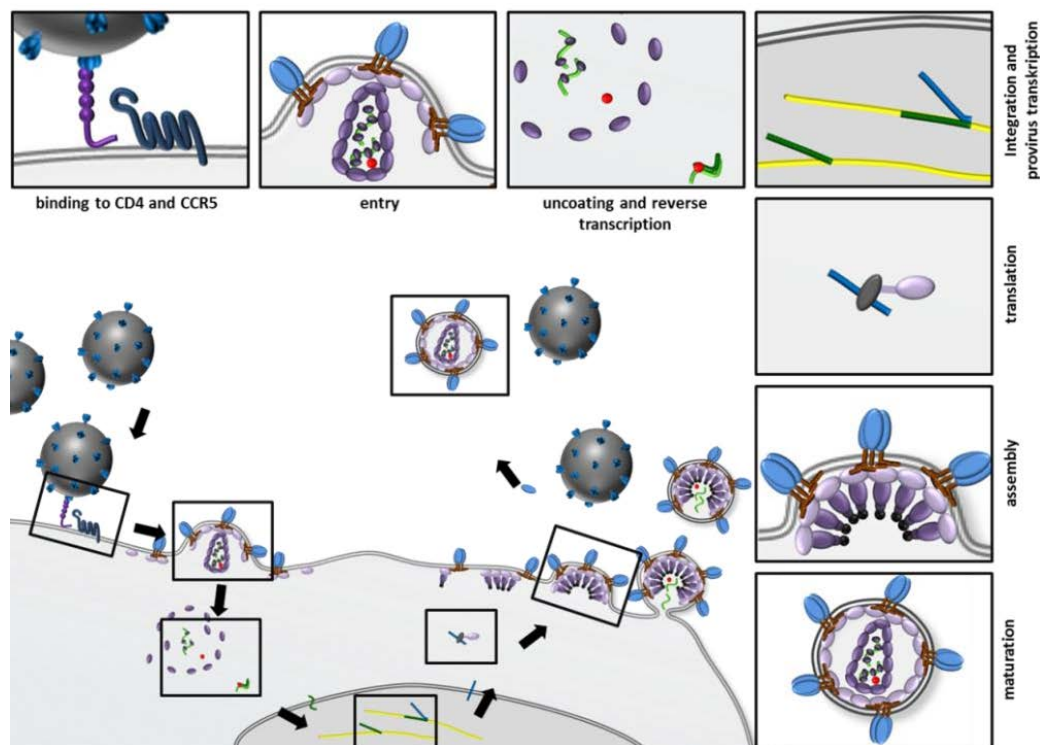 binding to CD4 and CCR5
entry
uncoating and reverse
transcription
Integration and
provirus transkription
translation
assembly
maturation